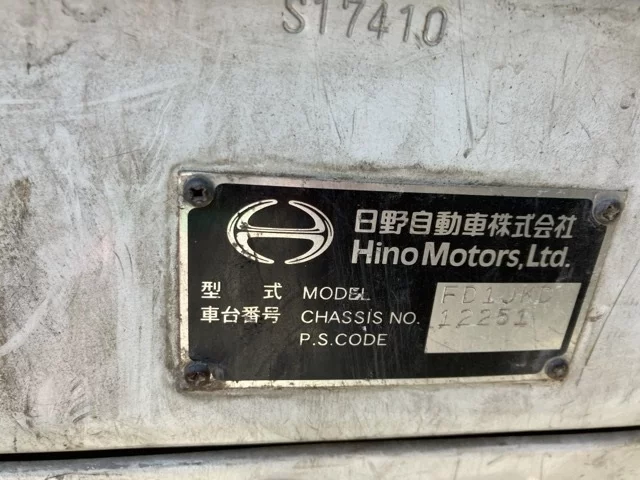 S17410
日野自動車株式会社
Hino Motors, Ltd.
型 式 MODEL
車台番号 CHASSIS NO. 12251
P.S.CODE